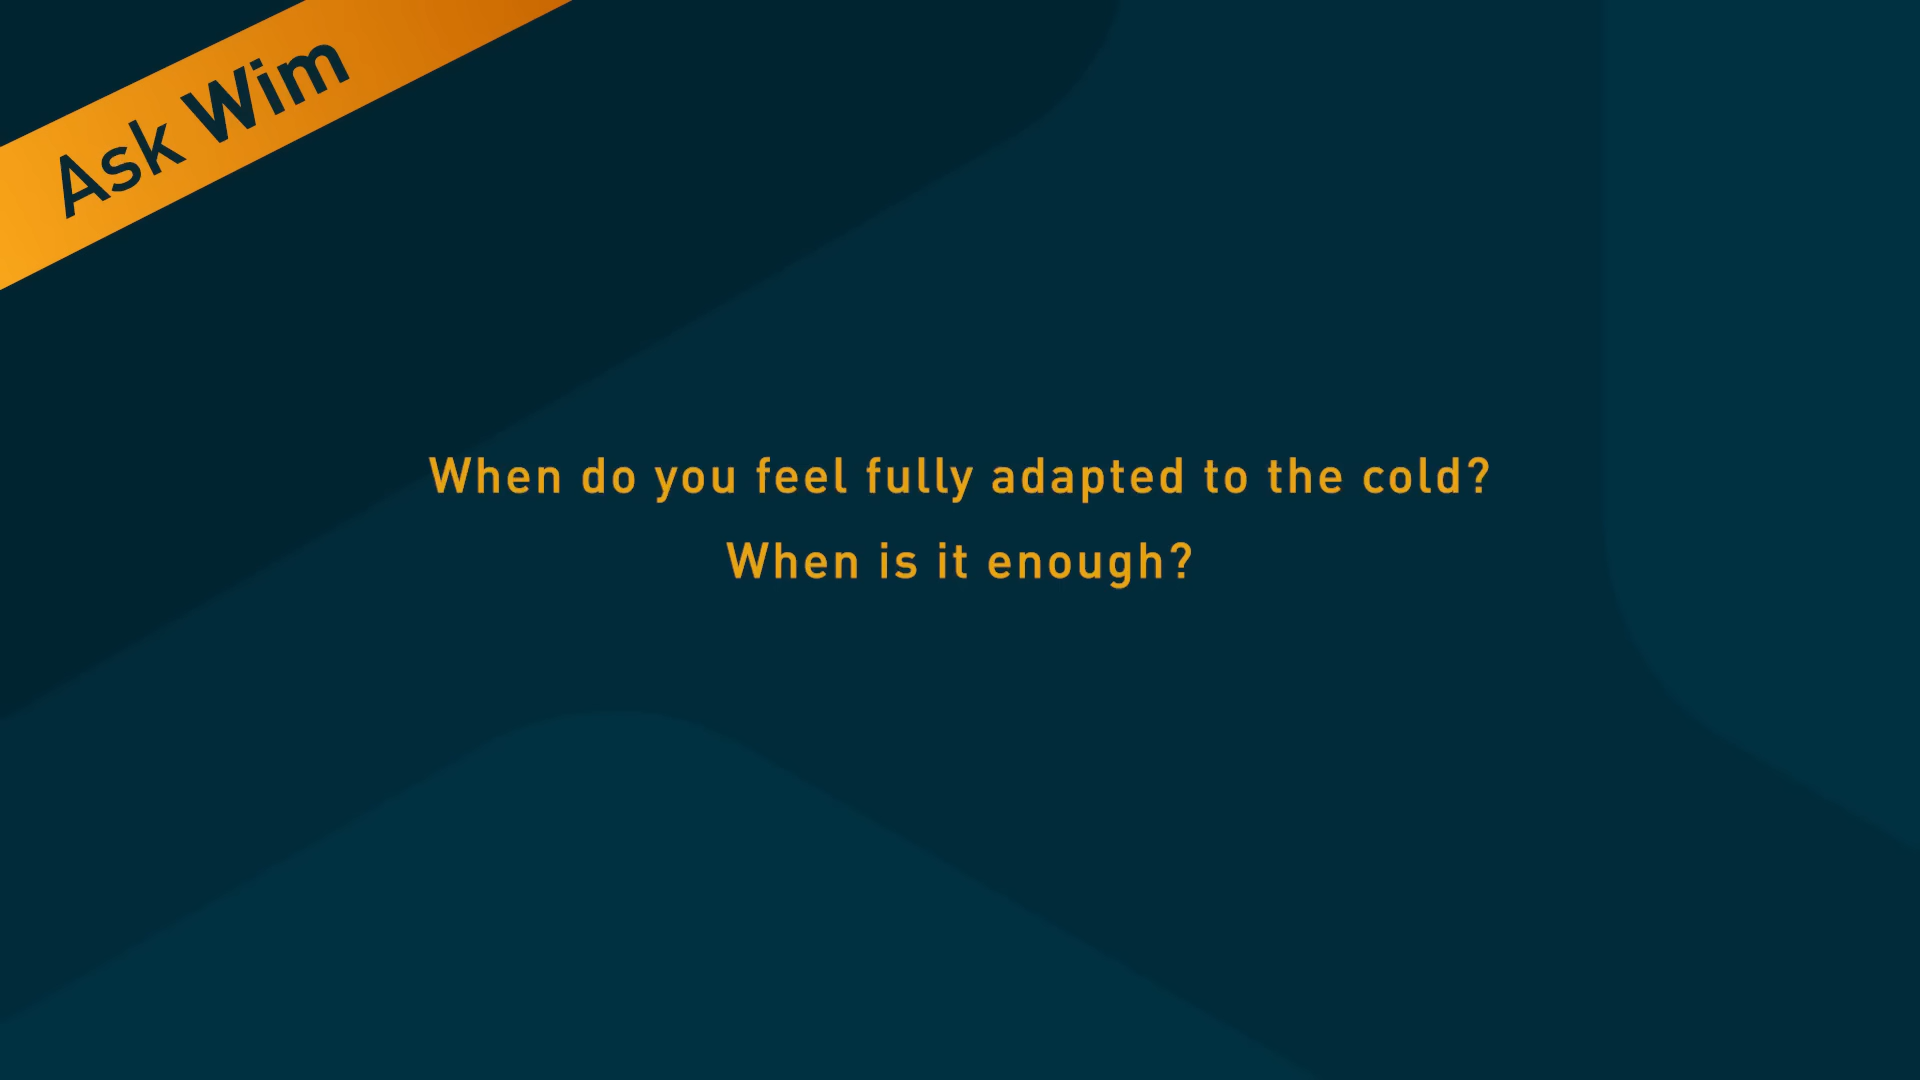 Ask Wim
When do you feel fully adapted to the cold?
When is it enough?